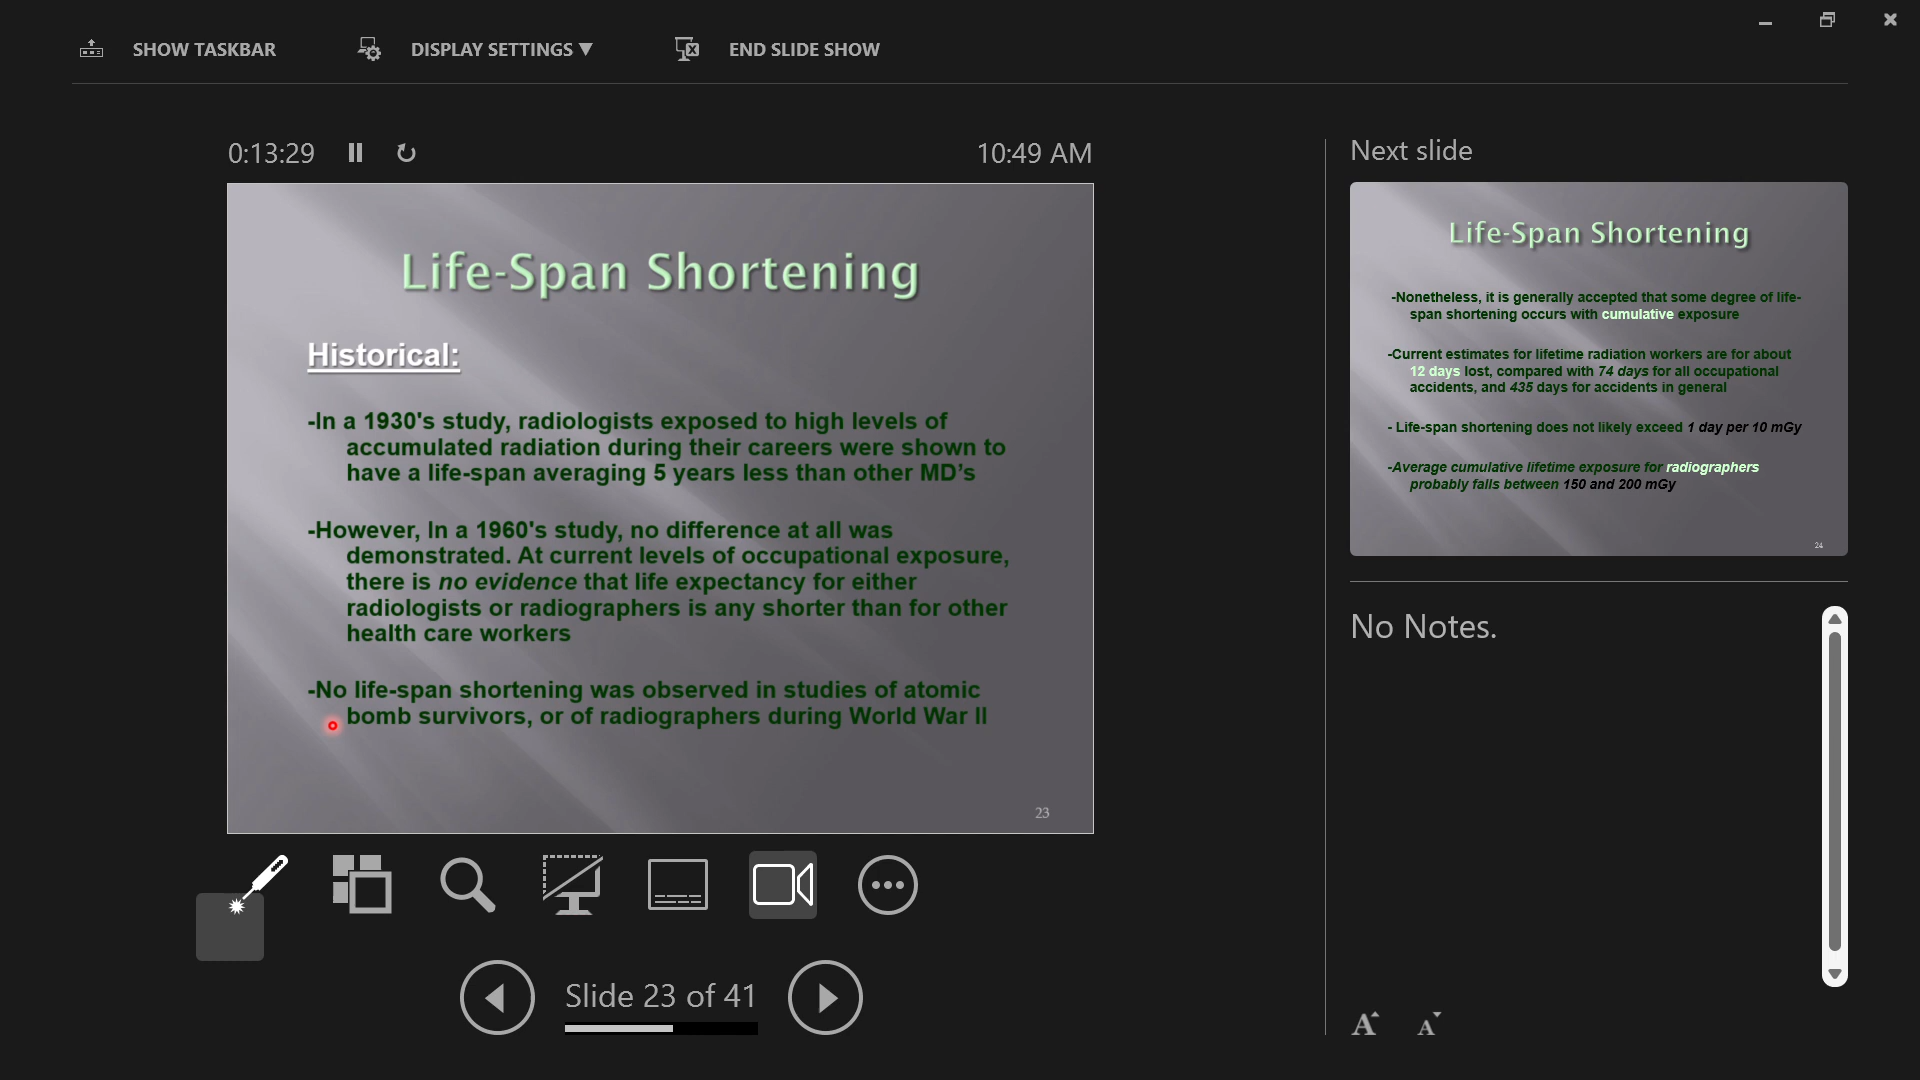 SHOW TASKBAR
DISPLAY SETTINGS ▼
END SLIDE SHOW
0:13:29
10:49 AM
Life-Span Shortening
Historical:
-In a 1930's study, radiologists exposed to high levels of
accumulated radiation during their careers were shown to
have a life-span averaging 5 years less than other MD’s
-However, In a 1960's study, no difference at all was
demonstrated. At current levels of occupational exposure,
there is no evidence that life expectancy for either
radiologists or radiographers is any shorter than for other
health care workers
-No life-span shortening was observed in studies of atomic
bomb survivors, or of radiographers during World War II
23
Slide 23 of 41
Next slide
Life-Span Shortening
-Nonetheless, it is generally accepted that some degree of life-
span shortening occurs with cumulative exposure
-Current estimates for lifetime radiation workers are for about
12 days lost, compared with 74 days for all occupational
accidents, and 435 days for accidents in general
- Life-span shortening does not likely exceed 1 day per 10 mGy
-Average cumulative lifetime exposure for radiographers
probably falls between 150 and 200 mGy
24
No Notes.
A A